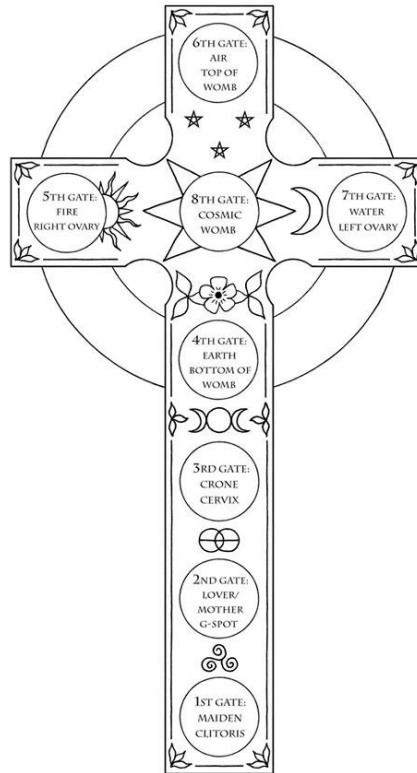 6TH GATE:
AIR
TOP OF
WOMB
5TH GATE:
FIRE
RIGHT OVARY
8TH GATE:
COSMIC
WOMB
7TH GATE:
WATER
LEFT OVARY
4TH GATE:
EARTH
BOTTOM OF
WOMB
3RD GATE:
CRONE
CERVIX
2ND GATE:
LOVER/
MOTHER
G-SPOT
1ST GATE:
MAIDEN
CLITORIS